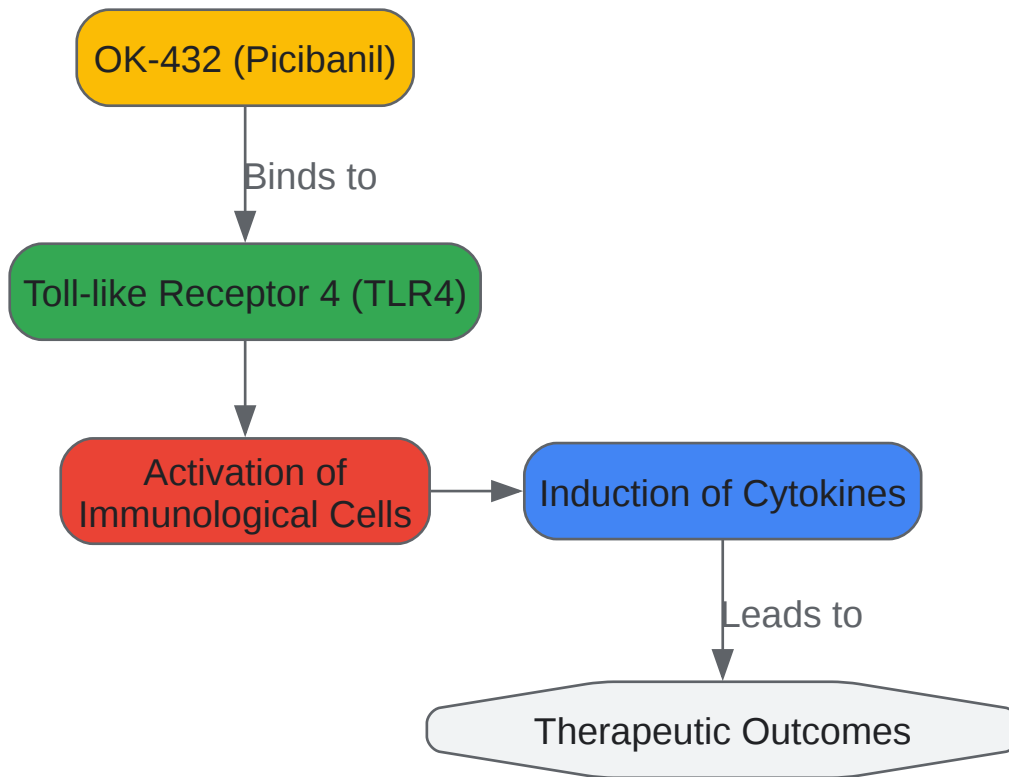 OK-432 (Picibanil)
Binds to
Toll-like Receptor 4 (TLR4)
Activation of
Immunological Cells
Induction of Cytokines
Leads to
Therapeutic Outcomes